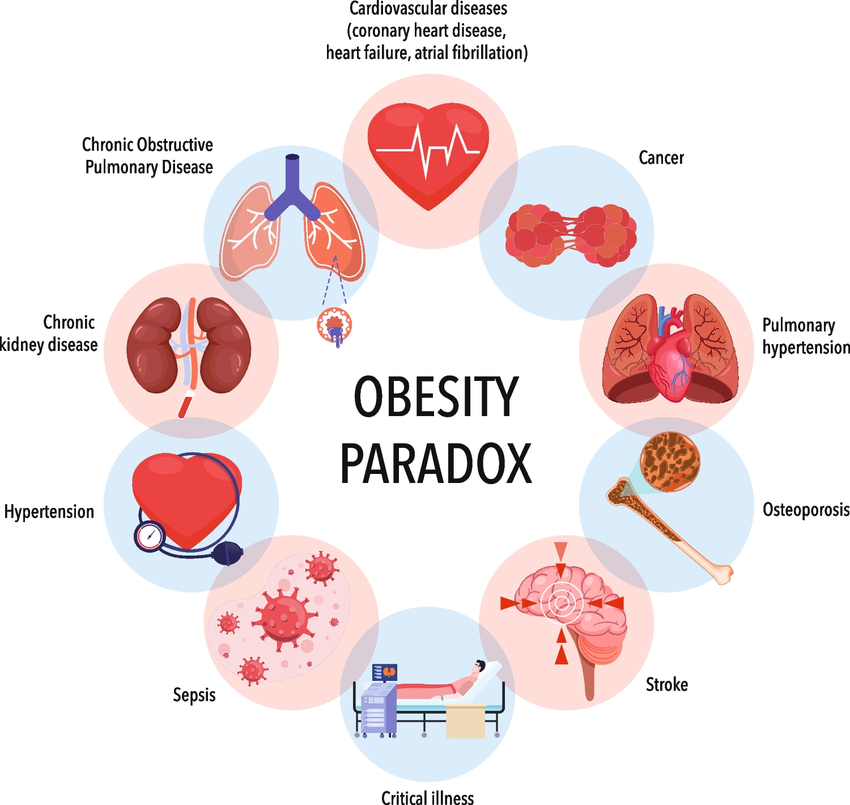 Cardiovascular diseases
(coronary heart disease,
heart failure, atrial fibrillation)
Chronic Obstructive
Pulmonary Disease
Cancer
Chronic
kidney disease
Pulmonary
hypertension
OBESITY
PARADOX
Hypertension
Osteoporosis
Sepsis
Stroke
Critical illness